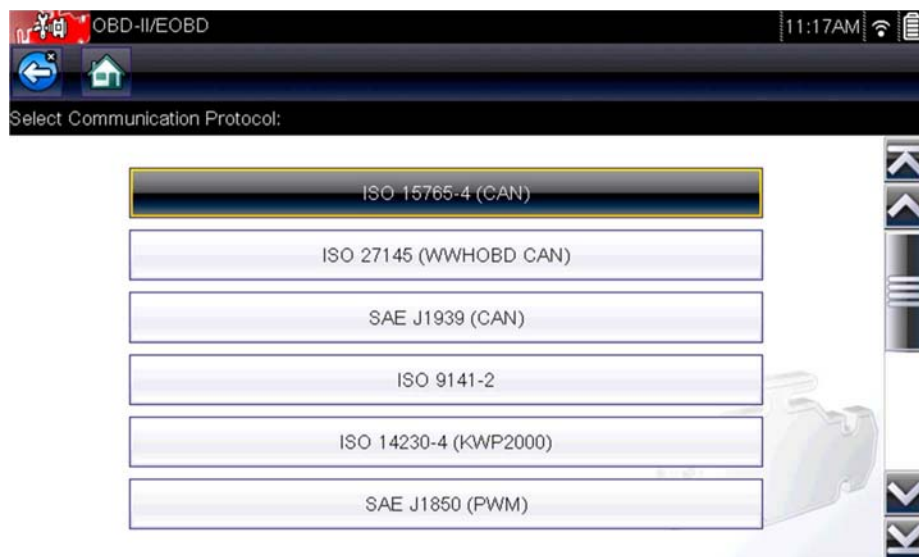 OBD-II/EOBD
11:17AM
Select Communication Protocol:
ISO 15765-4 (CAN)
ISO 27145 (WWHOBD CAN)
SAE J1939 (CAN)
ISO 9141-2
ISO 14230-4 (KWP2000)
SAE J1850 (PWM)